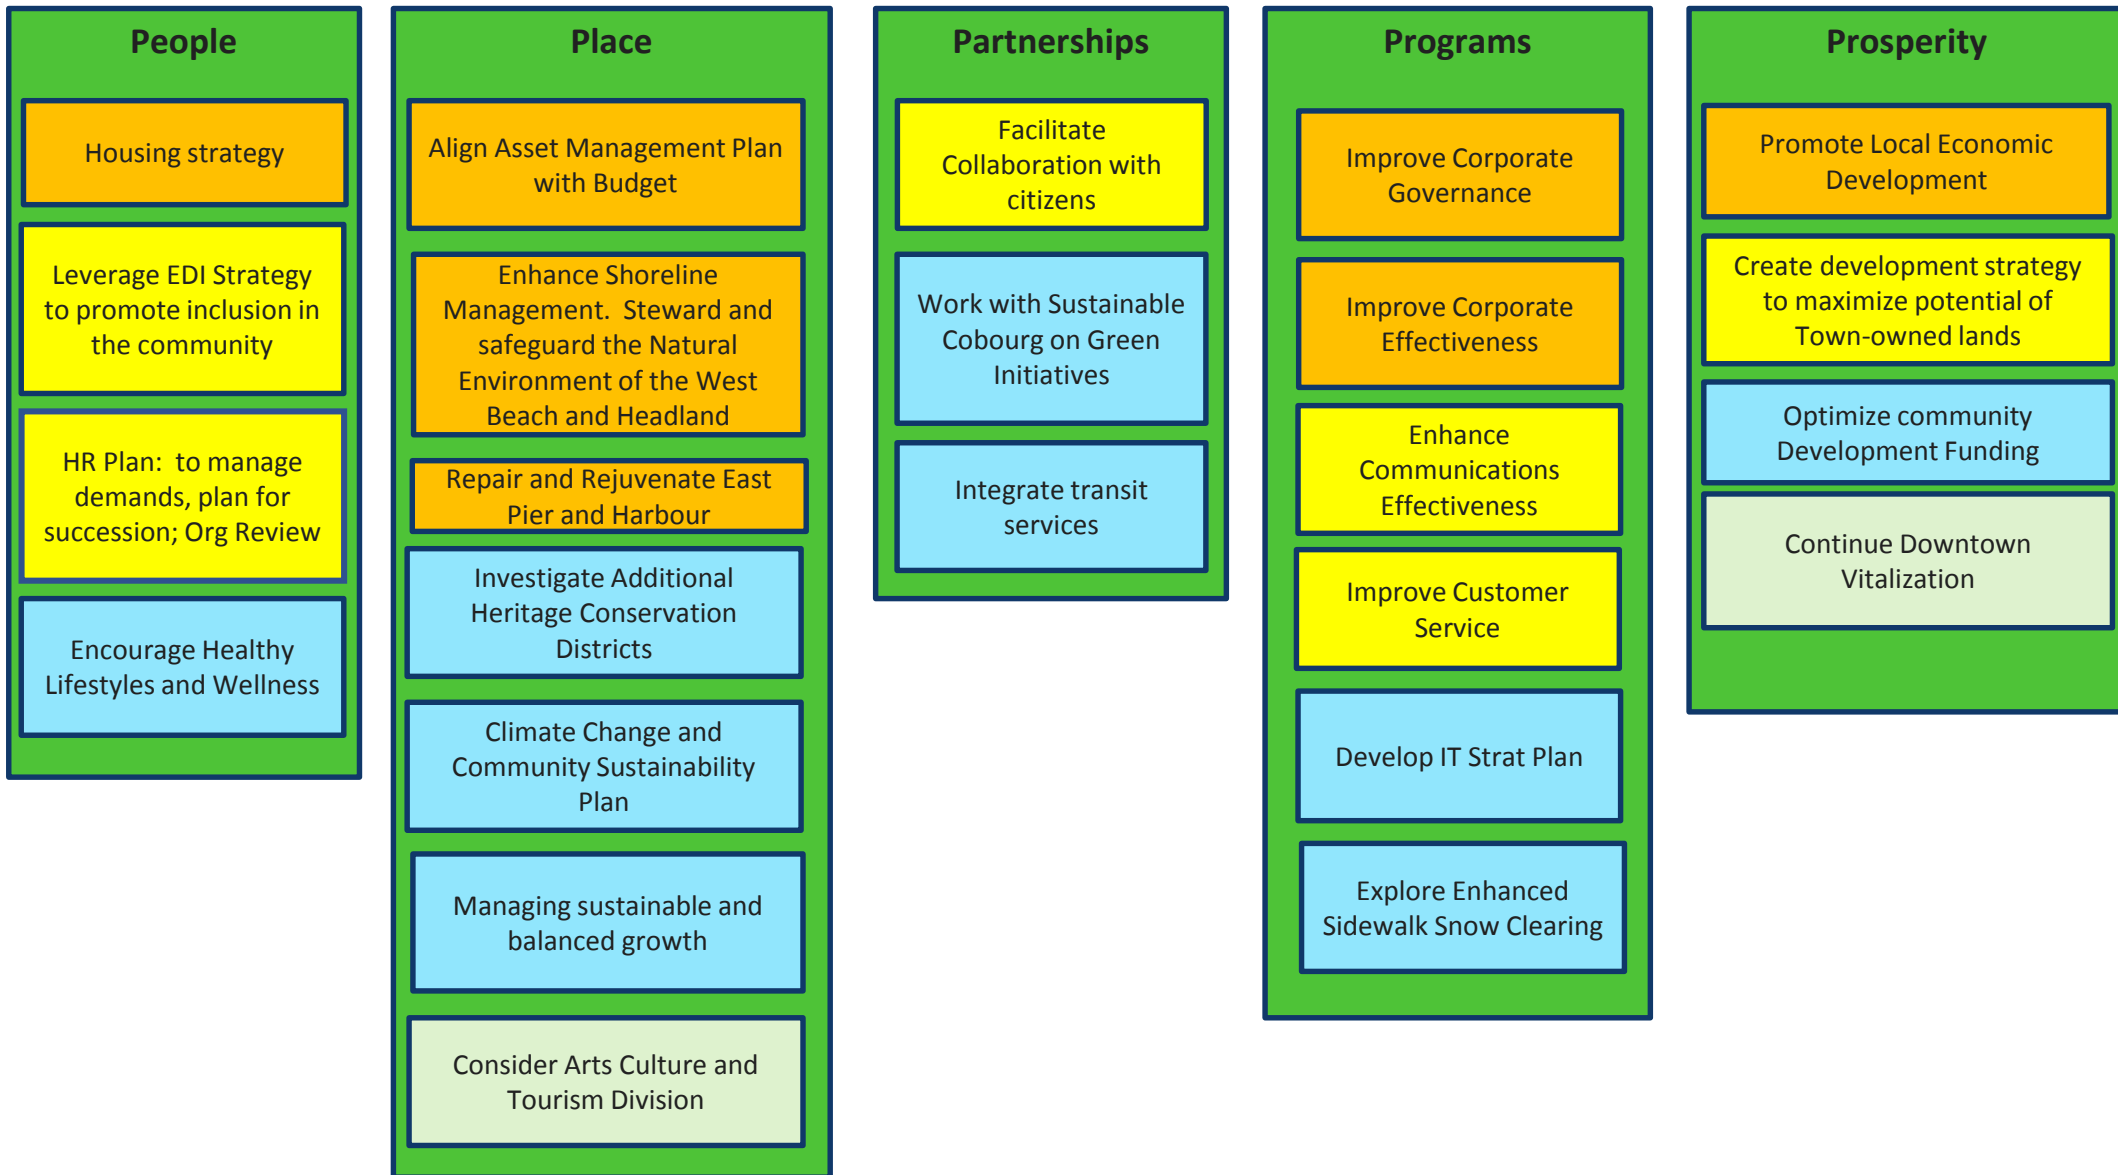 People
Housing strategy
Leverage EDI Strategy
to promote inclusion in
the community
HR Plan:  to manage
demands, plan for
succession; Org Review
Encourage Healthy
Lifestyles and Wellness
Place
Align Asset Management Plan
with Budget
Enhance Shoreline
Management.  Steward and
safeguard the Natural
Environment of the West
Beach and Headland
Repair and Rejuvenate East
Pier and Harbour
Investigate Additional
Heritage Conservation
Districts
Climate Change and
Community Sustainability
Plan
Managing sustainable and
balanced growth
Consider Arts Culture and
Tourism Division
Partnerships
Facilitate
Collaboration with
citizens
Work with Sustainable
Cobourg on Green
Initiatives
Integrate transit
services
Programs
Improve Corporate
Governance
Improve Corporate
Effectiveness
Enhance
Communications
Effectiveness
Improve Customer
Service
Develop IT Strat Plan
Explore Enhanced
Sidewalk Snow Clearing
Prosperity
Promote Local Economic
Development
Create development strategy
to maximize potential of
Town-owned lands
Optimize community
Development Funding
Continue Downtown
Vitalization